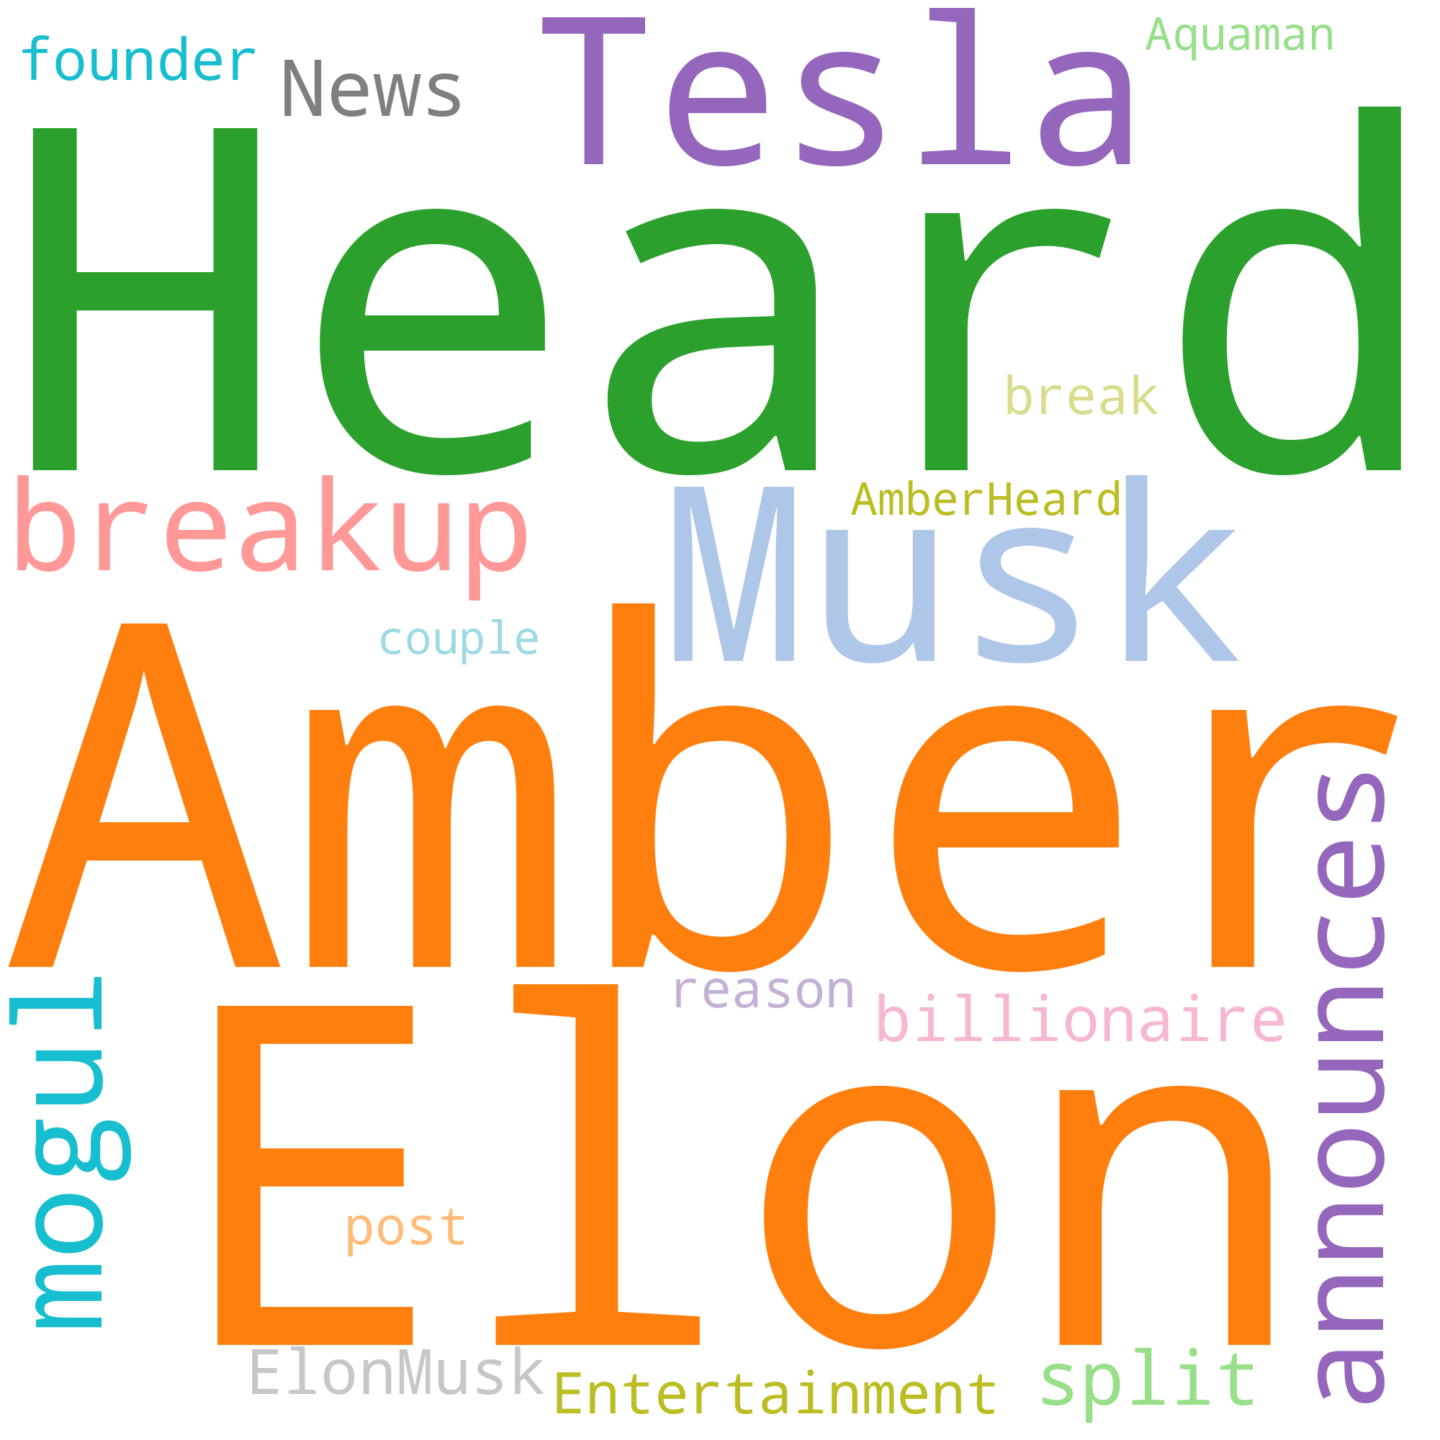 founder
News
Tesla
Aquaman
Heard
break
breakup
Musk
AmberHeard
couple
Amber
announces
mogul
reason
billionaire
Elon
post
ElonMusk
Entertainment
split